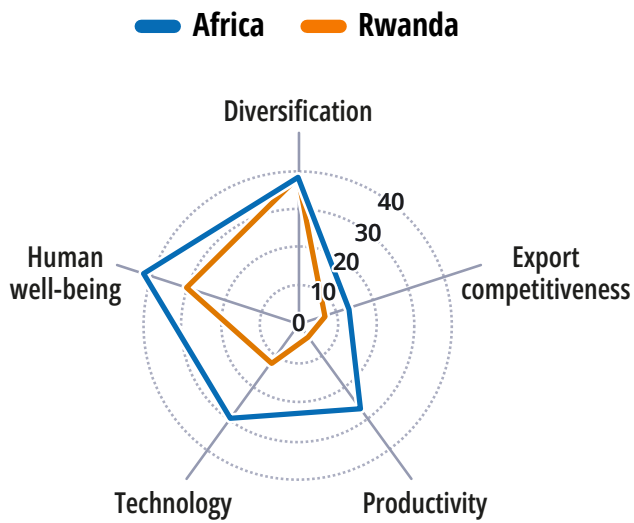 Africa Rwanda
Diversification
40
30
20
10
0
Human
well-being
Export
competitiveness
Technology
Productivity